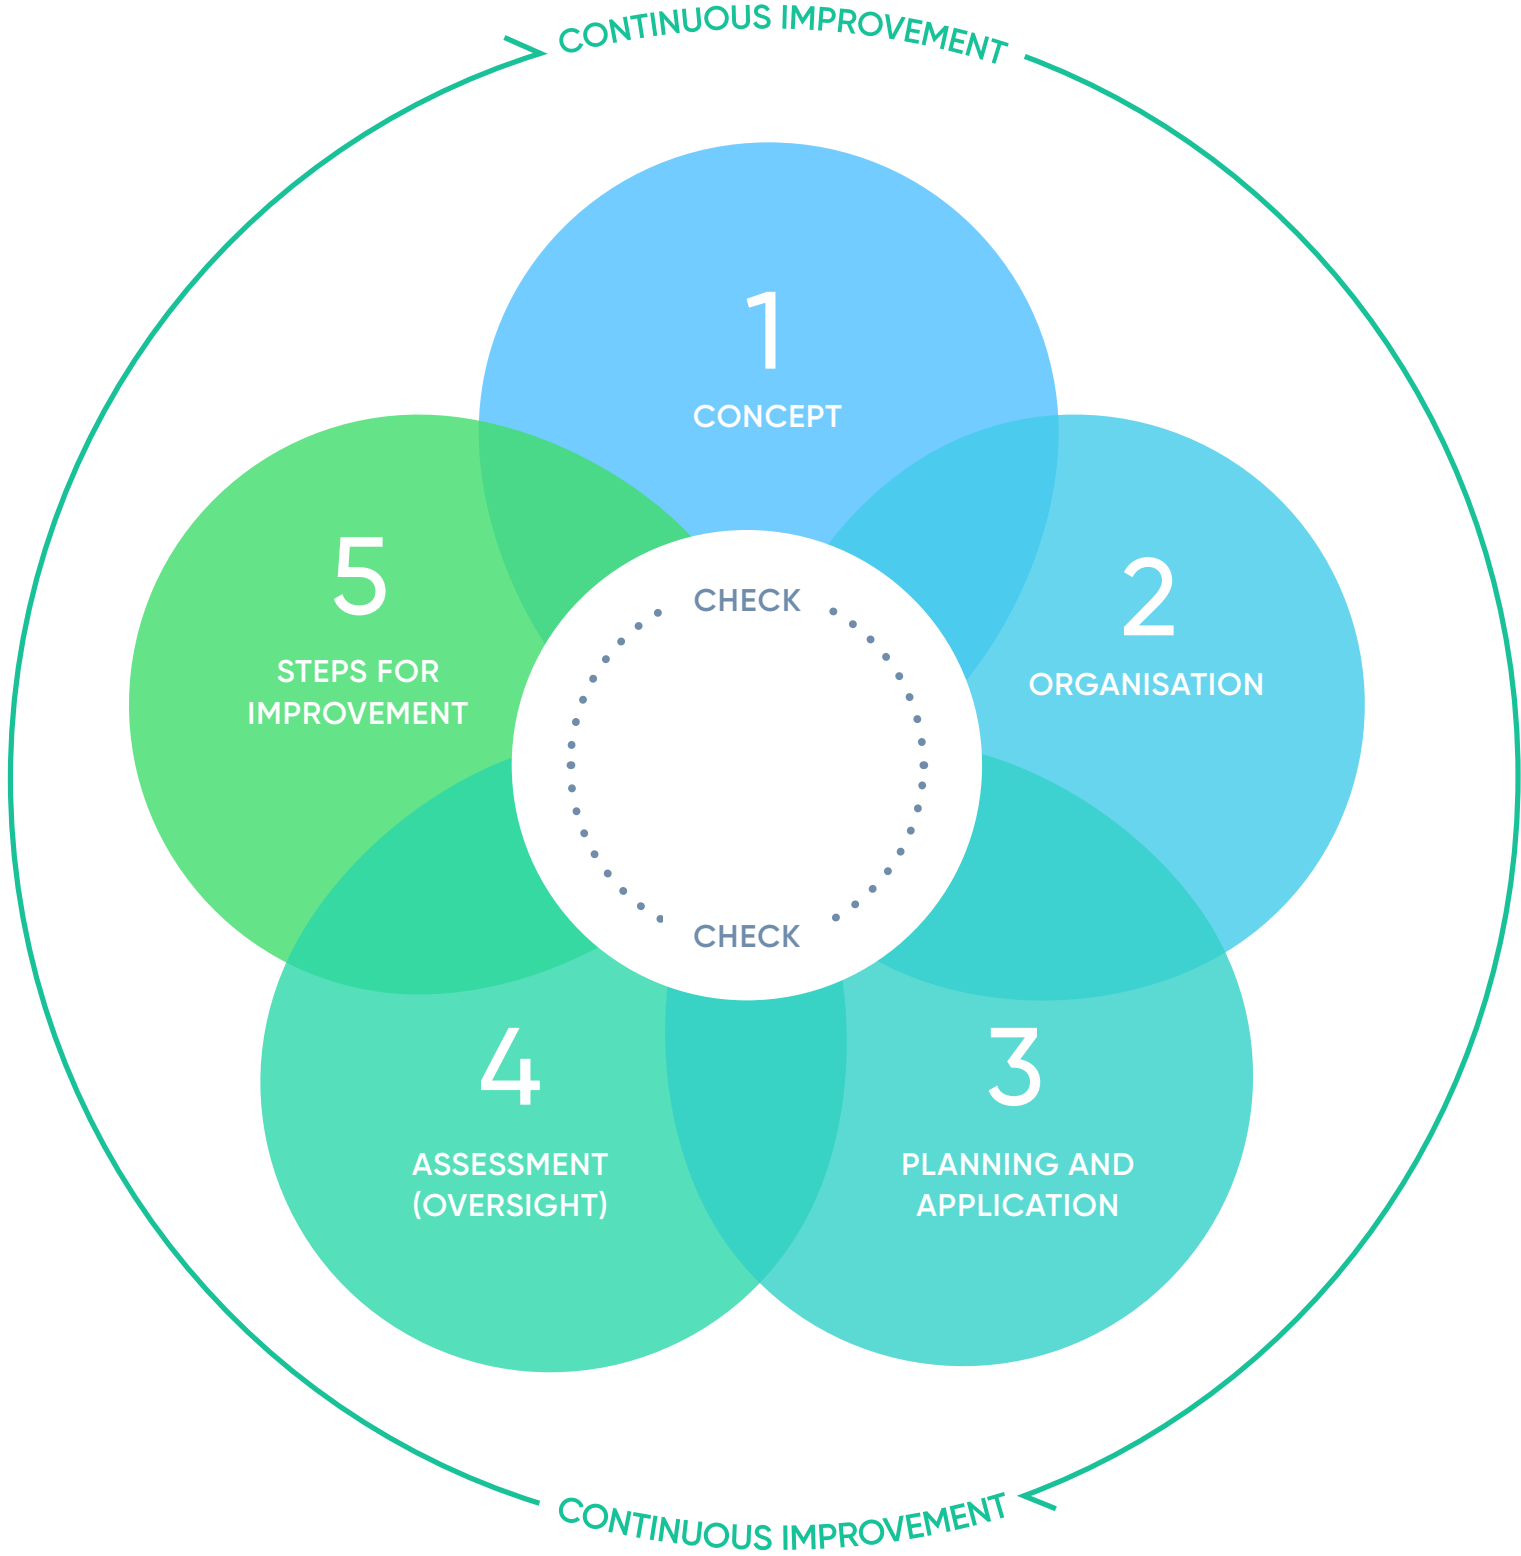 CONTINUOUS IMPROVEMENT
1
CONCEPT
2
ORGANISATION
3
PLANNING AND
APPLICATION
4
ASSESSMENT
(OVERSIGHT)
5
STEPS FOR
IMPROVEMENT
CHECK
CHECK
CONTINUOUS IMPROVEMENT